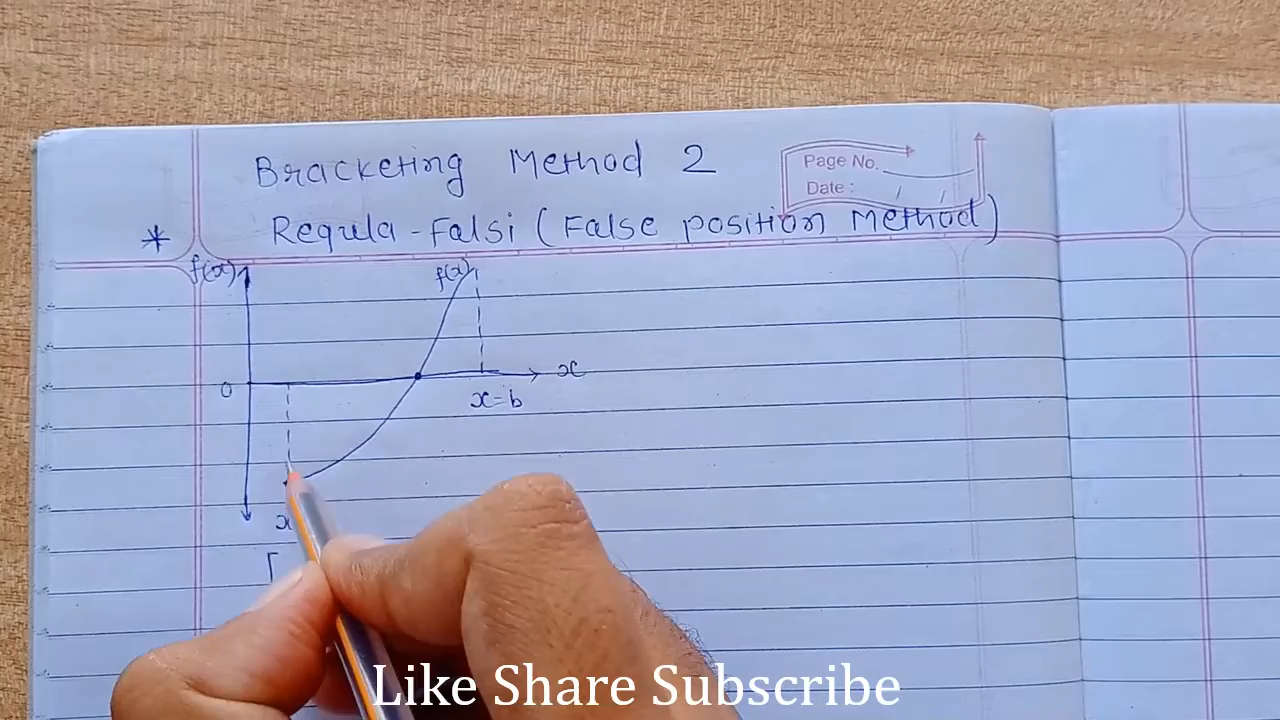 Bracketing Method 2
Page No.
Date :
* Regula-Falsi (False position Method)
f(x)
f(x)
0
x
x=b
x
[
Like Share Subscribe